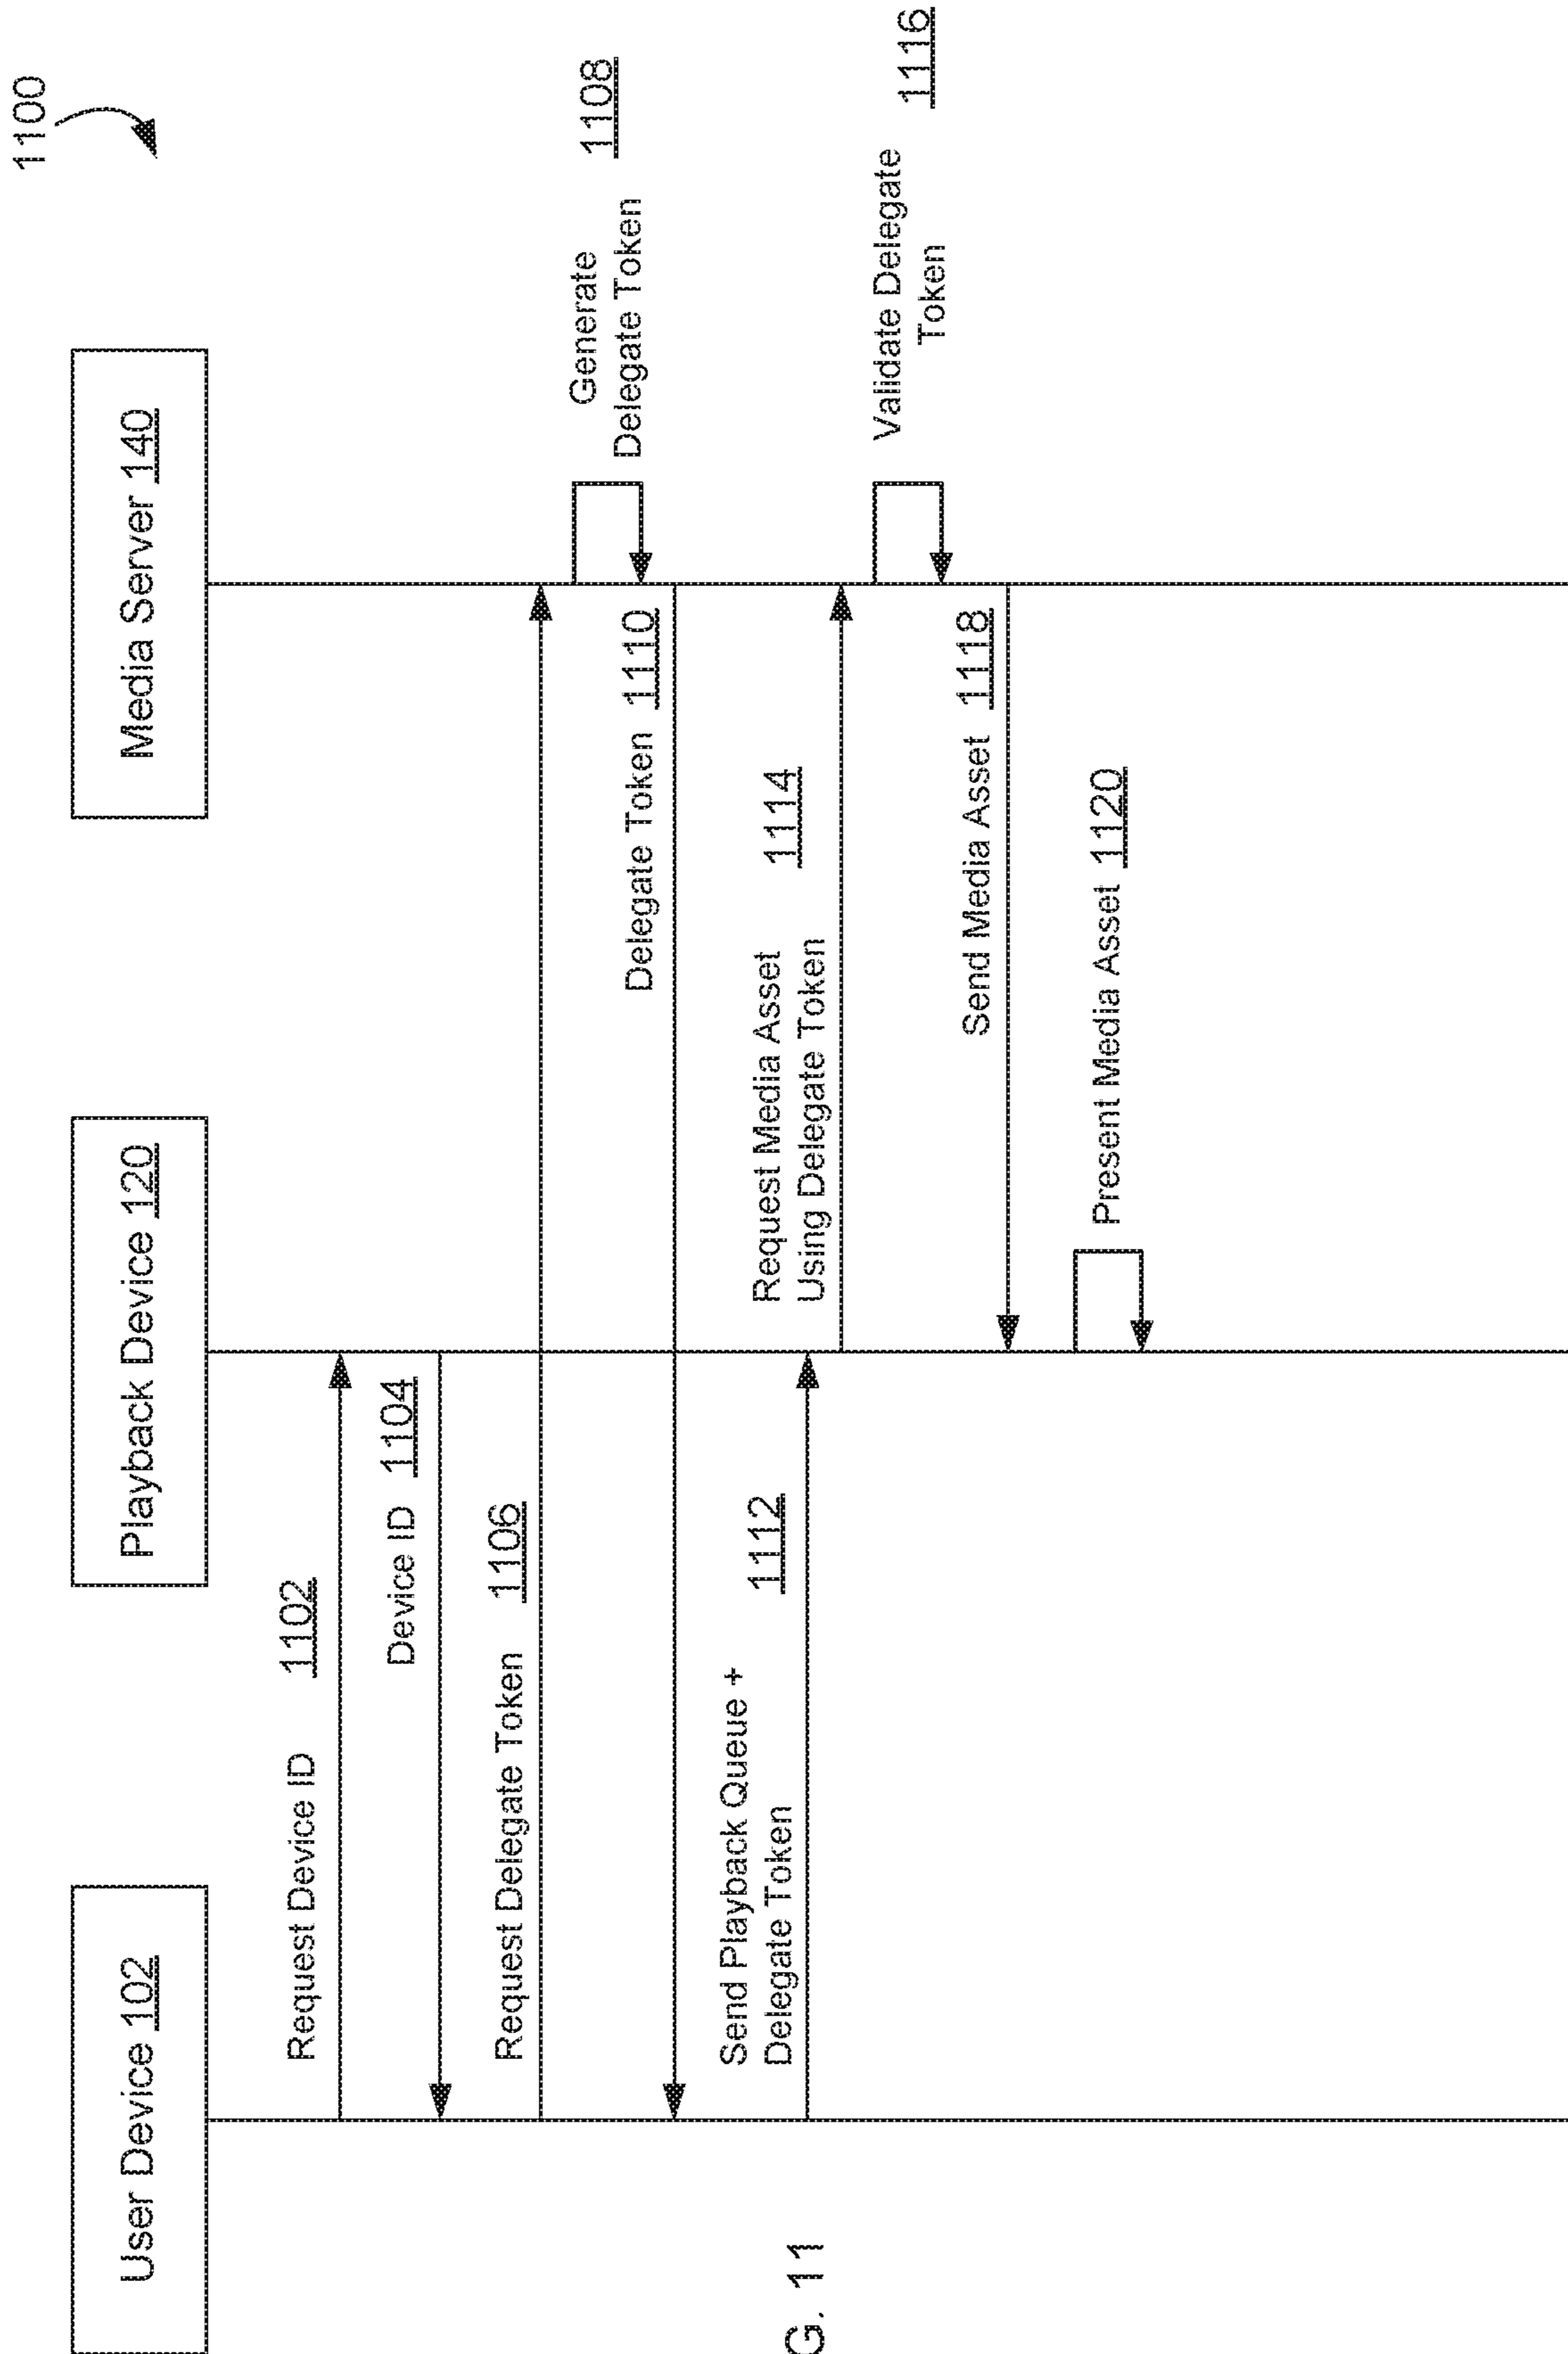 1100
User Device 102
Playback Device 120
Media Server 140
Request Device ID 1102
Device ID 1104
Request Delegate Token 1106
Generate
Delegate Token
1108
Delegate Token 1110
Send Playback Queue +
Delegate Token
1112
Request Media Asset
Using Delegate Token
1114
Validate Delegate
Token
1116
Send Media Asset 1118
Present Media Asset 1120
G. 11